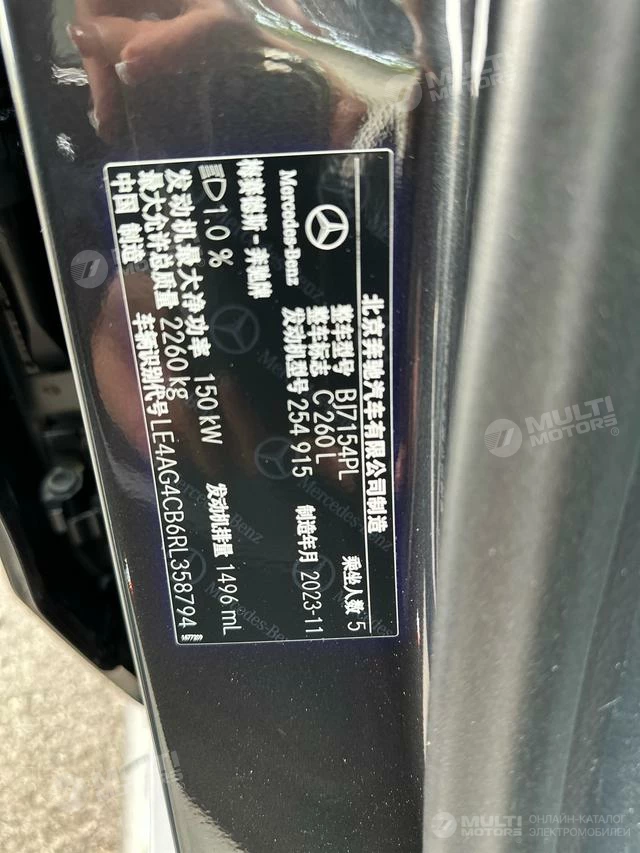 北京奔驰汽车有限公司制造
Mercedes-Benz
梅赛德斯-奔驰牌
整车型号 BJ7154PL 乘坐人数 5
整车标志 C 260 L
发动机型号 254 915 制造年月 2023-11
1.0 %
发动机最大净功率 150 kW 发动机排量 1496 mL
最大允许总质量 2260 kg
中国 制造 车辆识别代号 LE4AG4CB6RL358794
MULTI MOTORS
MULTI MOTORS
MULTI MOTORS
ОНЛАЙН-КАТАЛОГ
ЭЛЕКТРОМОБИЛЕЙ